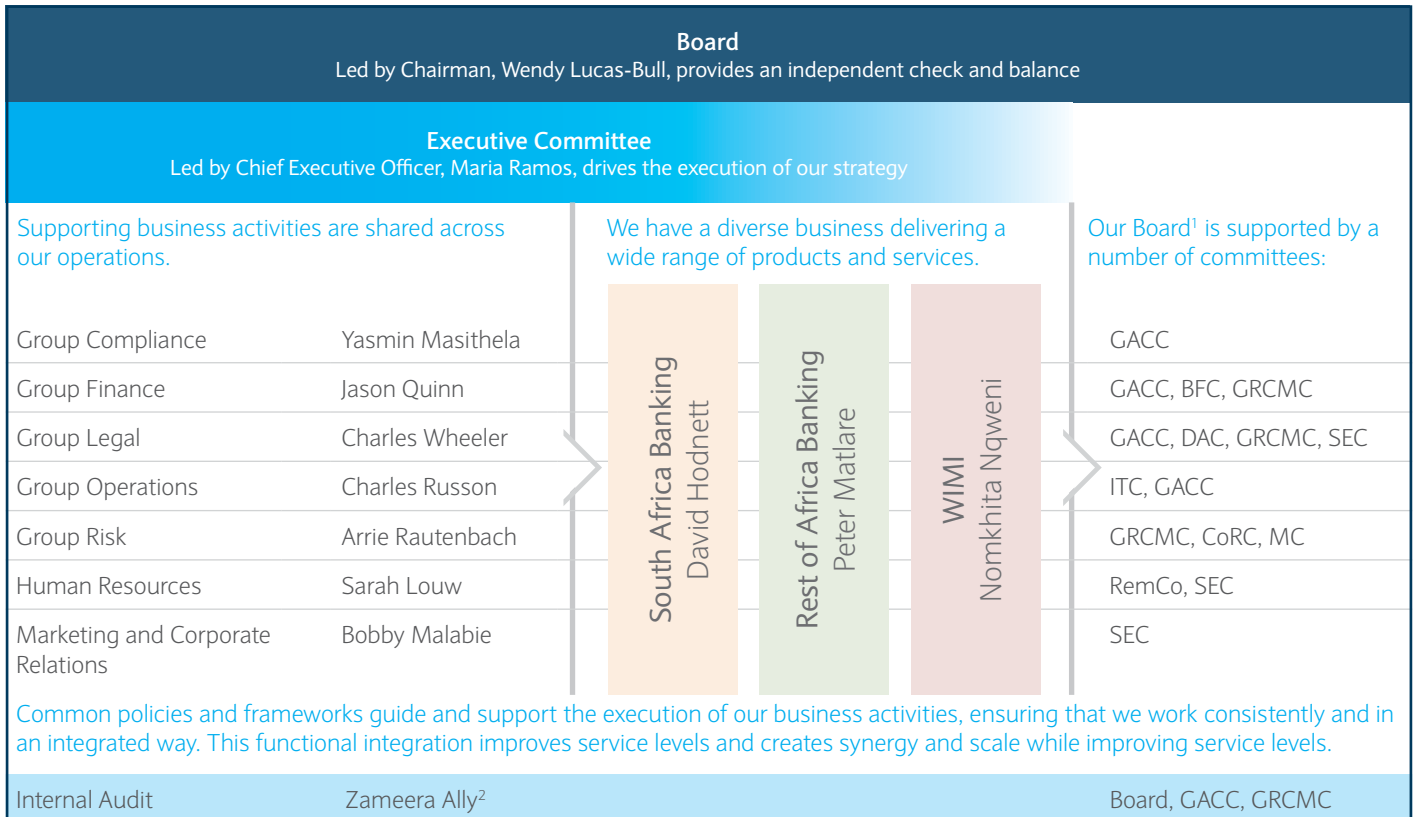 Board
Led by Chairman, Wendy Lucas-Bull, provides an independent check and balance
Executive Committee
Led by Chief Executive Officer, Maria Ramos, drives the execution of our strategy
Supporting business activities are shared across
our operations.
We have a diverse business delivering a
wide range of products and services.
Our Board¹ is supported by a
number of committees:
Group Compliance Yasmin Masithela GACC
Group Finance Jason Quinn GACC, BFC, GRCMC
Group Legal Charles Wheeler GACC, DAC, GRCMC, SEC
Group Operations Charles Russon ITC, GACC
Group Risk Arrie Rautenbach GRCMC, CoRC, MC
Human Resources Sarah Louw RemCo, SEC
Marketing and Corporate Bobby Malabie SEC
Relations
South Africa Banking
David Hodnett
Rest of Africa Banking
Peter Matlare
WIMI
Nomkhita Nqweni
Common policies and frameworks guide and support the execution of our business activities, ensuring that we work consistently and in
an integrated way. This functional integration improves service levels and creates synergy and scale while improving service levels.
Internal Audit Zameera Ally² Board, GACC, GRCMC